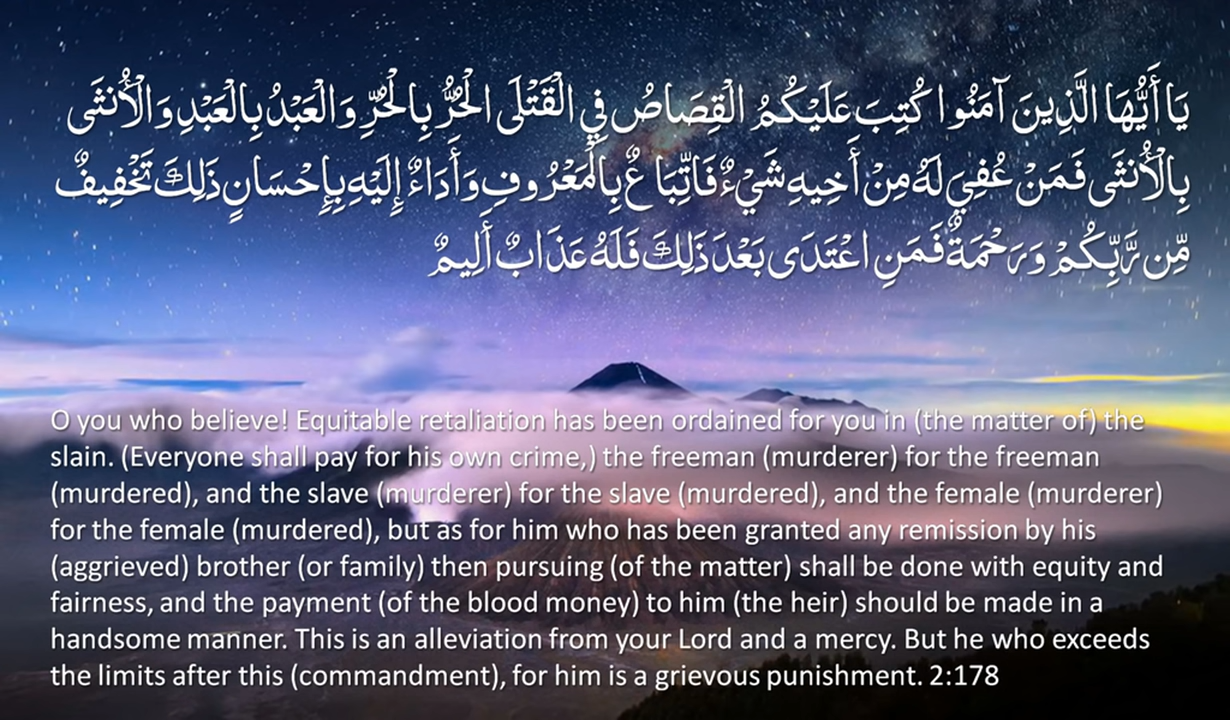 يَا أَيُّهَا الَّذِينَ آمَنُوا كُتِبَ عَلَيْكُمُ الْقِصَاصُ فِي الْقَتْلَى الْحُرُّ بِالْحُرِّ وَالْعَبْدُ بِالْعَبْدِ وَالْأُنثَى
بِالْأُنثَى فَمَنْ عُفِيَ لَهُ مِنْ أَخِيهِ شَيْءٌ فَاتِّبَاعٌ بِالْمَعْرُوفِ وَأَدَاءٌ إِلَيْهِ بِإِحْسَانٍ ذَلِكَ تَخْفِيفٌ
مِّن رَّبِّكُمْ وَرَحْمَةٌ فَمَنِ اعْتَدَى بَعْدَ ذَلِكَ فَلَهُ عَذَابٌ أَلِيمٌ
O you who believe! Equitable retaliation has been ordained for you in (the matter of) the
slain. (Everyone shall pay for his own crime,) the freeman (murderer) for the freeman
(murdered), and the slave (murderer) for the slave (murdered), and the female (murderer)
for the female (murdered), but as for him who has been granted any remission by his
(aggrieved) brother (or family) then pursuing (of the matter) shall be done with equity and
fairness, and the payment (of the blood money) to him (the heir) should be made in a
handsome manner. This is an alleviation from your Lord and a mercy. But he who exceeds
the limits after this (commandment), for him is a grievous punishment. 2:178